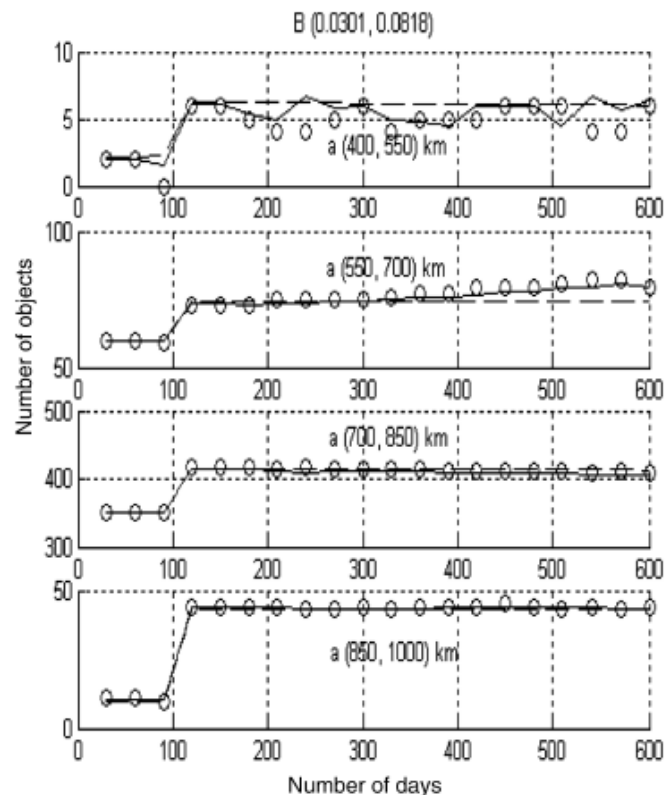 B (0.0301, 0.0818)
10
5
0
a (400, 550) km
0 100 200 300 400 500 600
100
50
a (550, 700) km
0 100 200 300 400 500 600
500
400
300
a (700, 850) km
0 100 200 300 400 500 600
50
0
a (850, 1000) km
0 100 200 300 400 500 600
Number of objects
Number of days